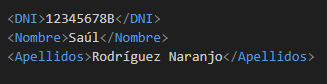 <DNI>12345678B</DNI>
<Nombre>Saúl</Nombre>
<Apellidos>Rodríguez Naranjo</Apellidos>